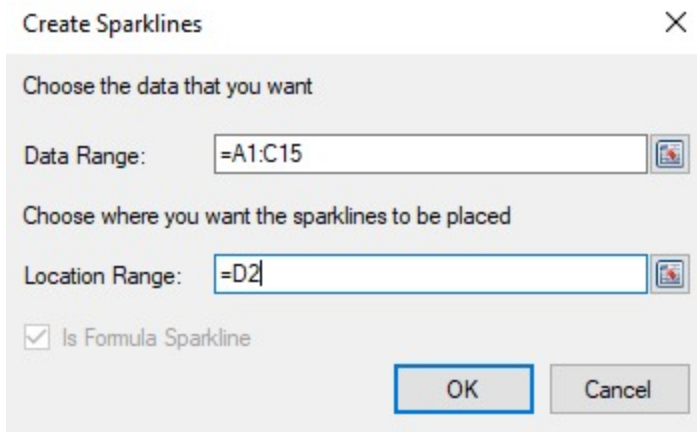 Create Sparklines
Choose the data that you want
Data Range: =A1:C15
Choose where you want the sparklines to be placed
Location Range: =D2
Is Formula Sparkline
OK Cancel